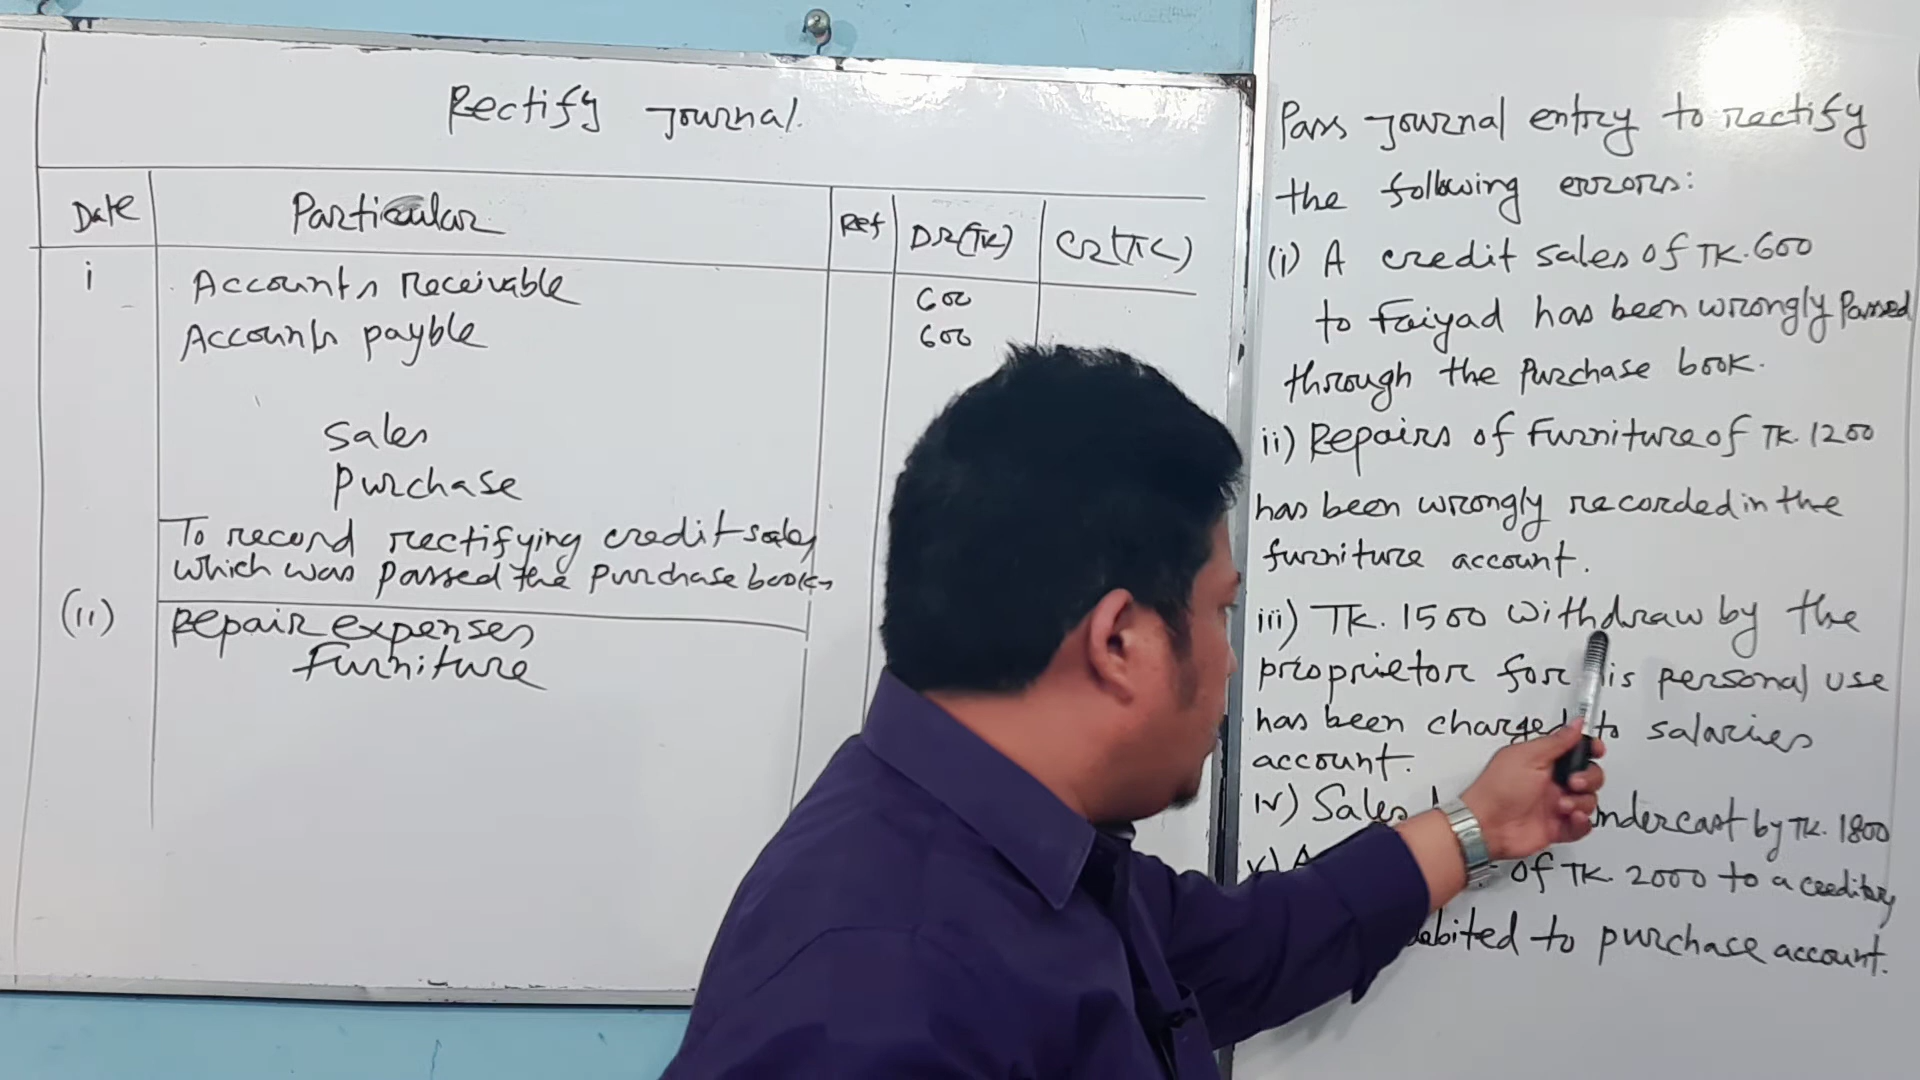 Rectify Journal.
Date Particular Ref Dr(TK) Cr(TK)
i Accounts receivable 600
Accounts payble 600
Sales
Purchase
To record rectifying credit sales
which was passed the purchase book,
(ii) Repair expenses
Furniture
Pass Journal entry to rectify
the following errors:
(i) A credit sales of TK.600
to Faiyad has been wrongly passed
through the Purchase book.
ii) Repairs of Furniture of TK. 1200
has been wrongly recorded in the
furniture account.
iii) TK. 1500 withdraw by the
proprietor for is personal use
has been charged to salaries
account.
iv) Sales undercast by TK. 1800
v) A of TK. 2000 to a creditor,
debited to purchase account.